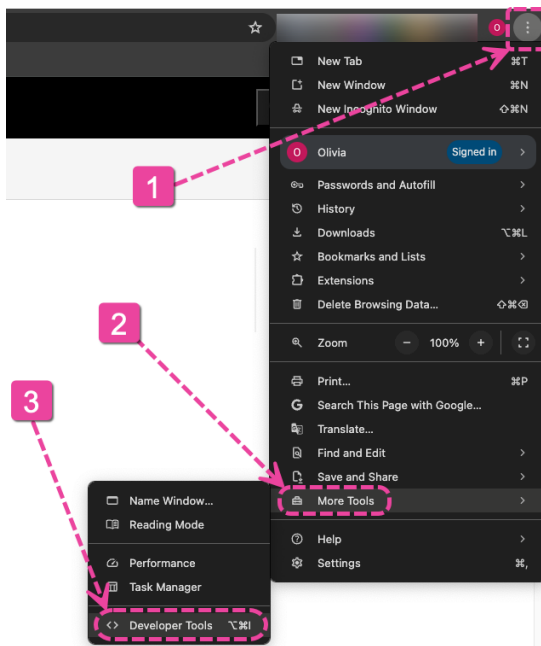 O
New Tab ⌘T
New Window ⌘N
New Incognito Window ⇧⌘N
O Olivia Signed in
1
Passwords and Autofill
History
Downloads ⌥⌘L
Bookmarks and Lists
Extensions
Delete Browsing Data... ⇧⌘⌫
2
Zoom − 100% +
Print... ⌘P
3
G Search This Page with Google...
Translate...
Find and Edit
Save and Share
More Tools
Name Window...
Reading Mode
Help
Performance
Settings ⌘,
Task Manager
Developer Tools ⌥⌘I